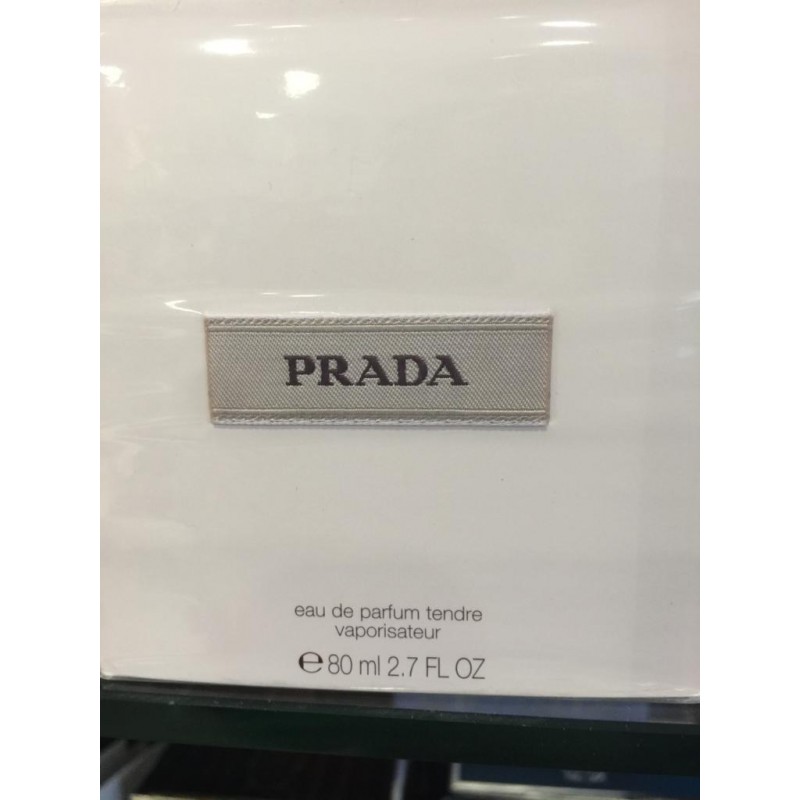 PRADA
eau de parfum tendre
vaporisateur
℮ 80 ml 2.7 FL OZ